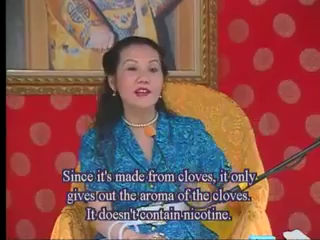 Since it's made from cloves, it only
gives out the aroma of the cloves.
It doesn't contain nicotine.